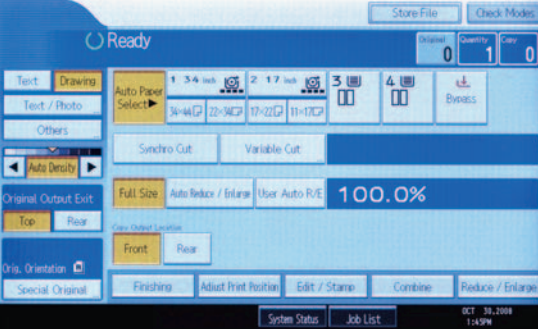 Store File
Check Modes
Ready
Original Quantity Copy
0 1 0
Text Drawing
Text / Photo
Others
Auto Density
Original Output Exit
Top Rear
Orig. Orientation
Special Original
Auto Paper
Select▶
1 34 inch
2 17 inch
3
4
Bypass
34×44 22×34 17×22 11×17
Synchro Cut
Variable Cut
Full Size
Auto Reduce / Enlarge
User Auto R/E
100.0%
Copy Output Location
Front
Rear
Finishing
Adjust Print Position
Edit / Stamp
Combine
Reduce / Enlarge
System Status
Job List
OCT 30,2008
1:45PM